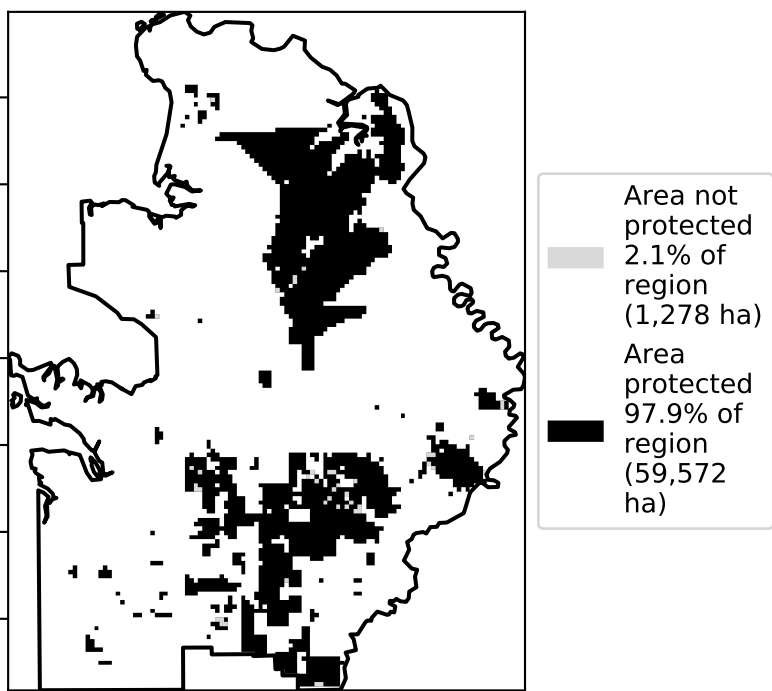 Area not
protected
2.1% of
region
(1,278 ha)
Area
protected
97.9% of
region
(59,572
ha)